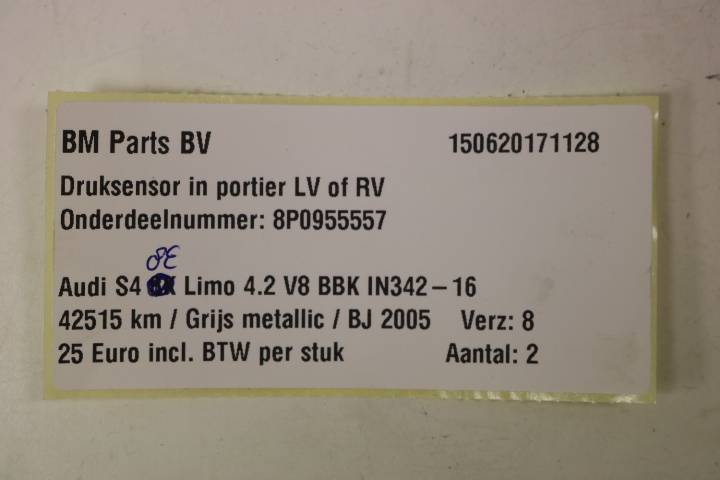 BM Parts BV 150620171128
Druksensor in portier LV of RV
Onderdeelnummer: 8P0955557
8E
Audi S4 Limo 4.2 V8 BBK IN342-16
42515 km / Grijs metallic / BJ 2005 Verz: 8
25 Euro incl. BTW per stuk Aantal: 2